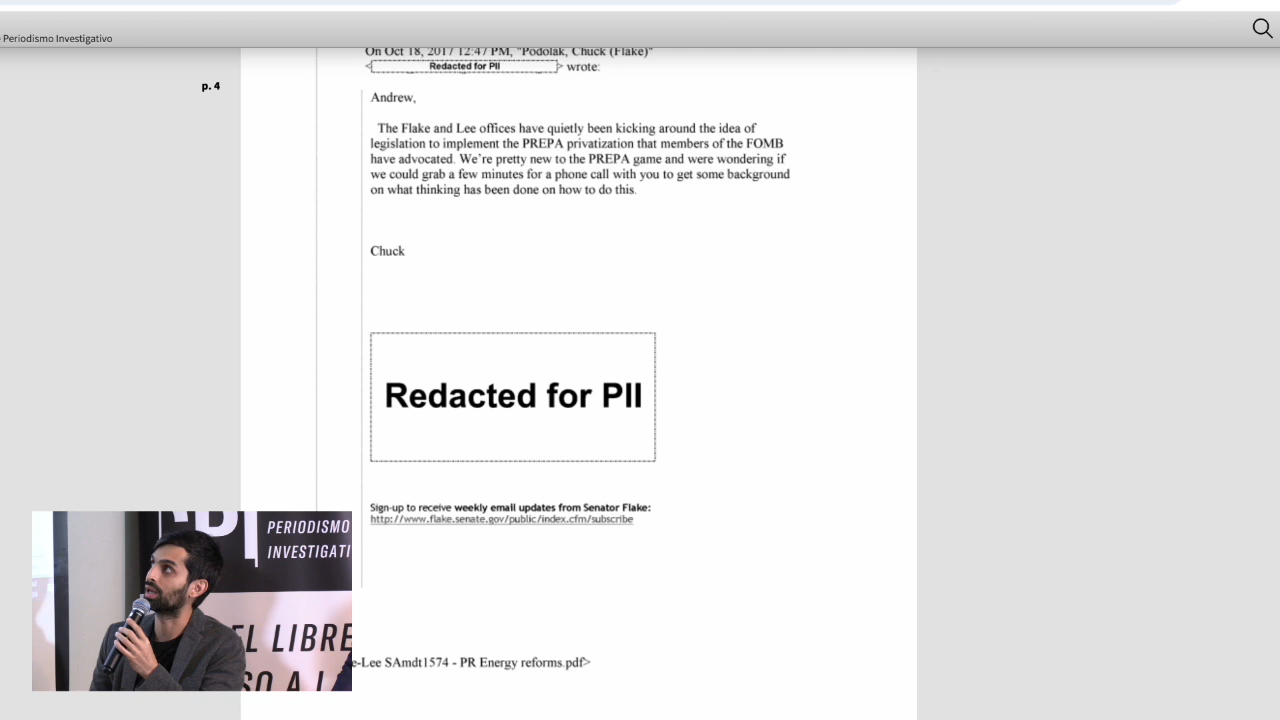 Periodismo Investigativo
On Oct 18, 2017 12:47 PM, "Podolak, Chuck (Flake)"
< Redacted for PII > wrote:
p. 4
Andrew,
The Flake and Lee offices have quietly been kicking around the idea of
legislation to implement the PREPA privatization that members of the FOMB
have advocated. We're pretty new to the PREPA game and were wondering if
we could grab a few minutes for a phone call with you to get some background
on what thinking has been done on how to do this.
Chuck
Redacted for PII
Sign-up to receive weekly email updates from Senator Flake:
http://www.flake.senate.gov/public/index.cfm/subscribe
PERIODISMO
INVESTIGATI
EL LIBRE
SO A L
e-Lee SAmdt1574 - PR Energy reforms.pdf>